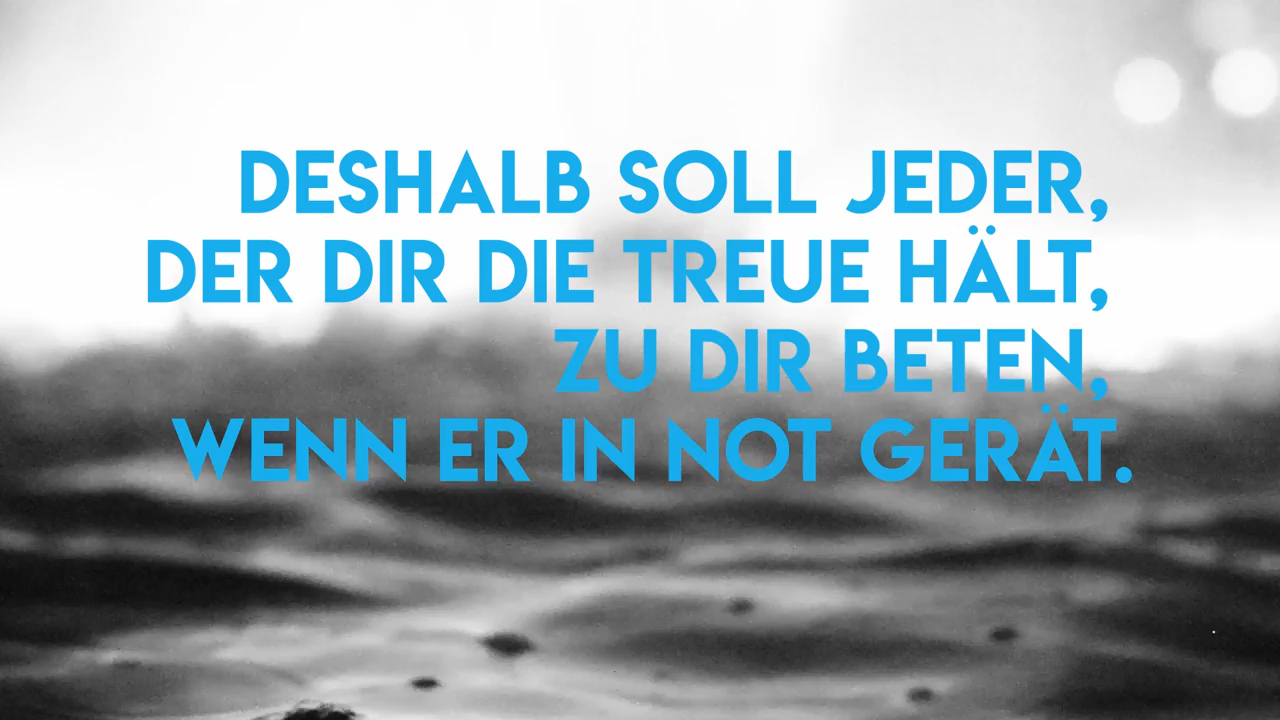 DESHALB SOLL JEDER,
DER DIR DIE TREUE HÄLT,
ZU DIR BETEN,
WENN ER IN NOT GERÄT.